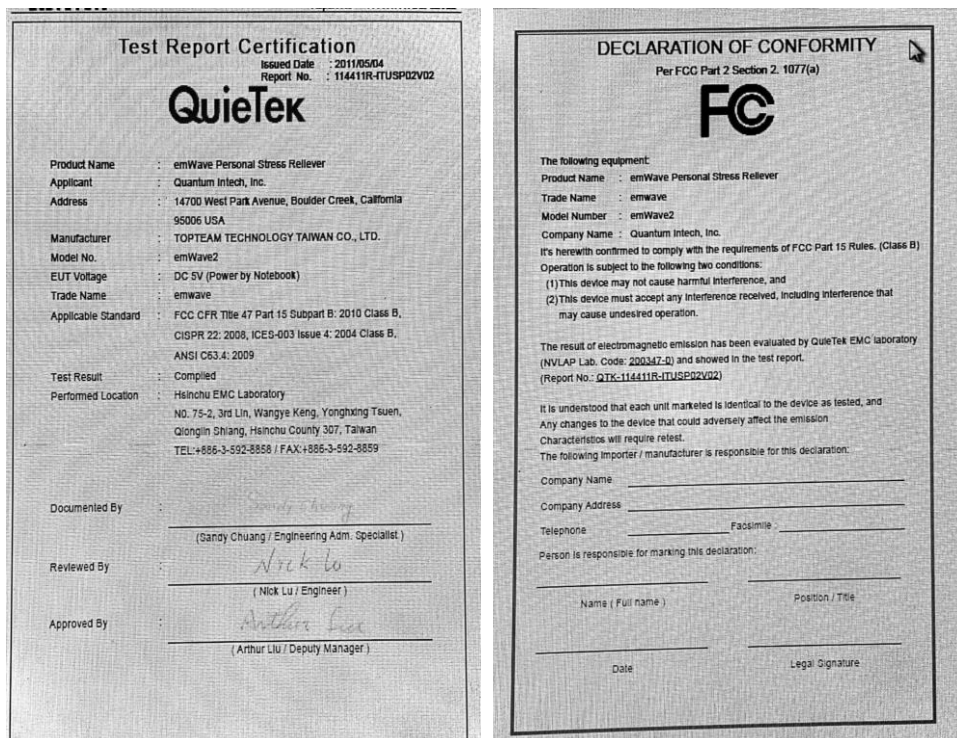 Test Report Certification
Issued Date : 2011/05/04
Report No. : 114411R-ITUSP02V02
QuieTek
Product Name : emWave Personal Stress Reliever
Applicant : Quantum Intech, Inc.
Address : 14700 West Park Avenue, Boulder Creek, California
95006 USA
Manufacturer : TOPTEAM TECHNOLOGY TAIWAN CO., LTD.
Model No. : emWave2
EUT Voltage : DC 5V (Power by Notebook)
Trade Name : emwave
Applicable Standard : FCC CFR Title 47 Part 15 Subpart B: 2010 Class B,
CISPR 22: 2008, ICES-003 Issue 4: 2004 Class B,
ANSI C63.4: 2009
Test Result : Complied
Performed Location : Hsinchu EMC Laboratory
N0. 75-2, 3rd Lin, Wangye Keng, Yonghxing Tsuen,
Qionglin Shiang, Hsinchu County 307, Taiwan
TEL:+886-3-592-8858 / FAX:+886-3-592-8859
Documented By : Sandy Chuang
(Sandy Chuang / Engineering Adm. Specialist )
Reviewed By : Nick Lu
( Nick Lu / Engineer )
Approved By : Arthur Liu
( Arthur Liu / Deputy Manager )
DECLARATION OF CONFORMITY
Per FCC Part 2 Section 2. 1077(a)
FC
The following equipment:
Product Name : emWave Personal Stress Reliever
Trade Name : emwave
Model Number : emWave2
Company Name : Quantum Intech, Inc.
It's herewith confirmed to comply with the requirements of FCC Part 15 Rules. (Class B)
Operation is subject to the following two conditions:
(1)This device may not cause harmful interference, and
(2)This device must accept any interference received, including interference that
may cause undesired operation.
The result of electromagnetic emission has been evaluated by QuieTek EMC laboratory
(NVLAP Lab. Code: 200347-0) and showed in the test report.
(Report No.: QTK-114411R-ITUSP02V02)
It is understood that each unit marketed is identical to the device as tested, and
Any changes to the device that could adversely affect the emission
Characteristics will require retest.
The following importer / manufacturer is responsible for this declaration:
Company Name
Company Address
Telephone Facsimile :
Person is responsible for marking this declaration:
Name ( Full name ) Position / Title
Date Legal Signature